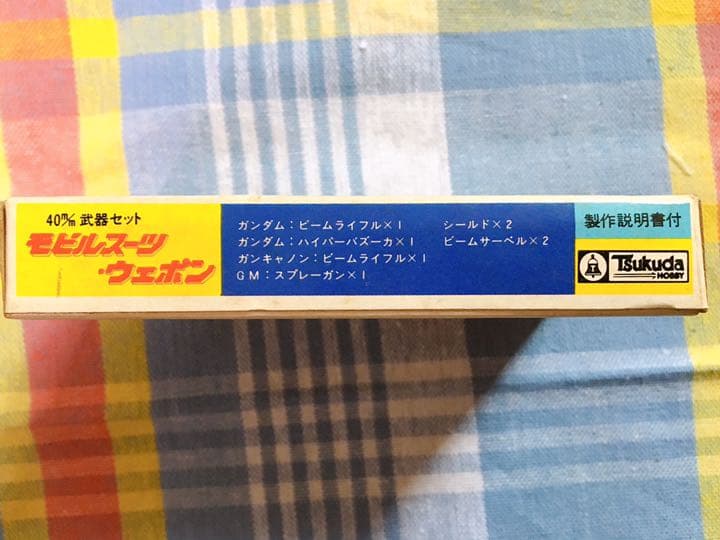 40m/m 武器セット
モビルスーツ
・ウェポン
ガンダム：ビームライフル×1 シールド×2
ガンダム：ハイパーバズーカ×1 ビームサーベル×2
ガンキャノン：ビームライフル×1
GM：スプレーガン×1
製作説明書付
Tsukuda
HOBBY